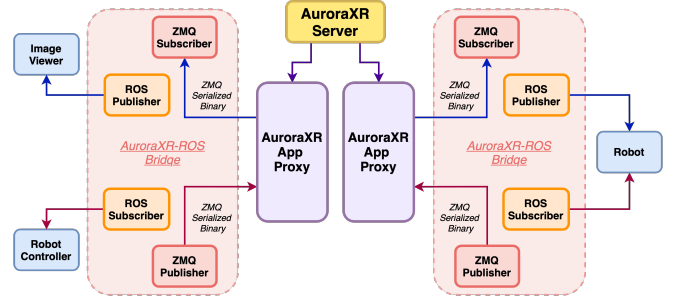 AuroraXR
Server
ZMQ
Subscriber
ZMQ
Subscriber
Image
Viewer
ROS
Publisher
ZMQ
Serialized
Binary
ZMQ
Serialized
Binary
ROS
Publisher
AuroraXR
App
Proxy
AuroraXR
App
Proxy
AuroraXR-ROS
Bridge
AuroraXR-ROS
Bridge
Robot
ROS
Subscriber
ZMQ
Serialized
Binary
ZMQ
Serialized
Binary
ROS
Subscriber
Robot
Controller
ZMQ
Publisher
ZMQ
Publisher